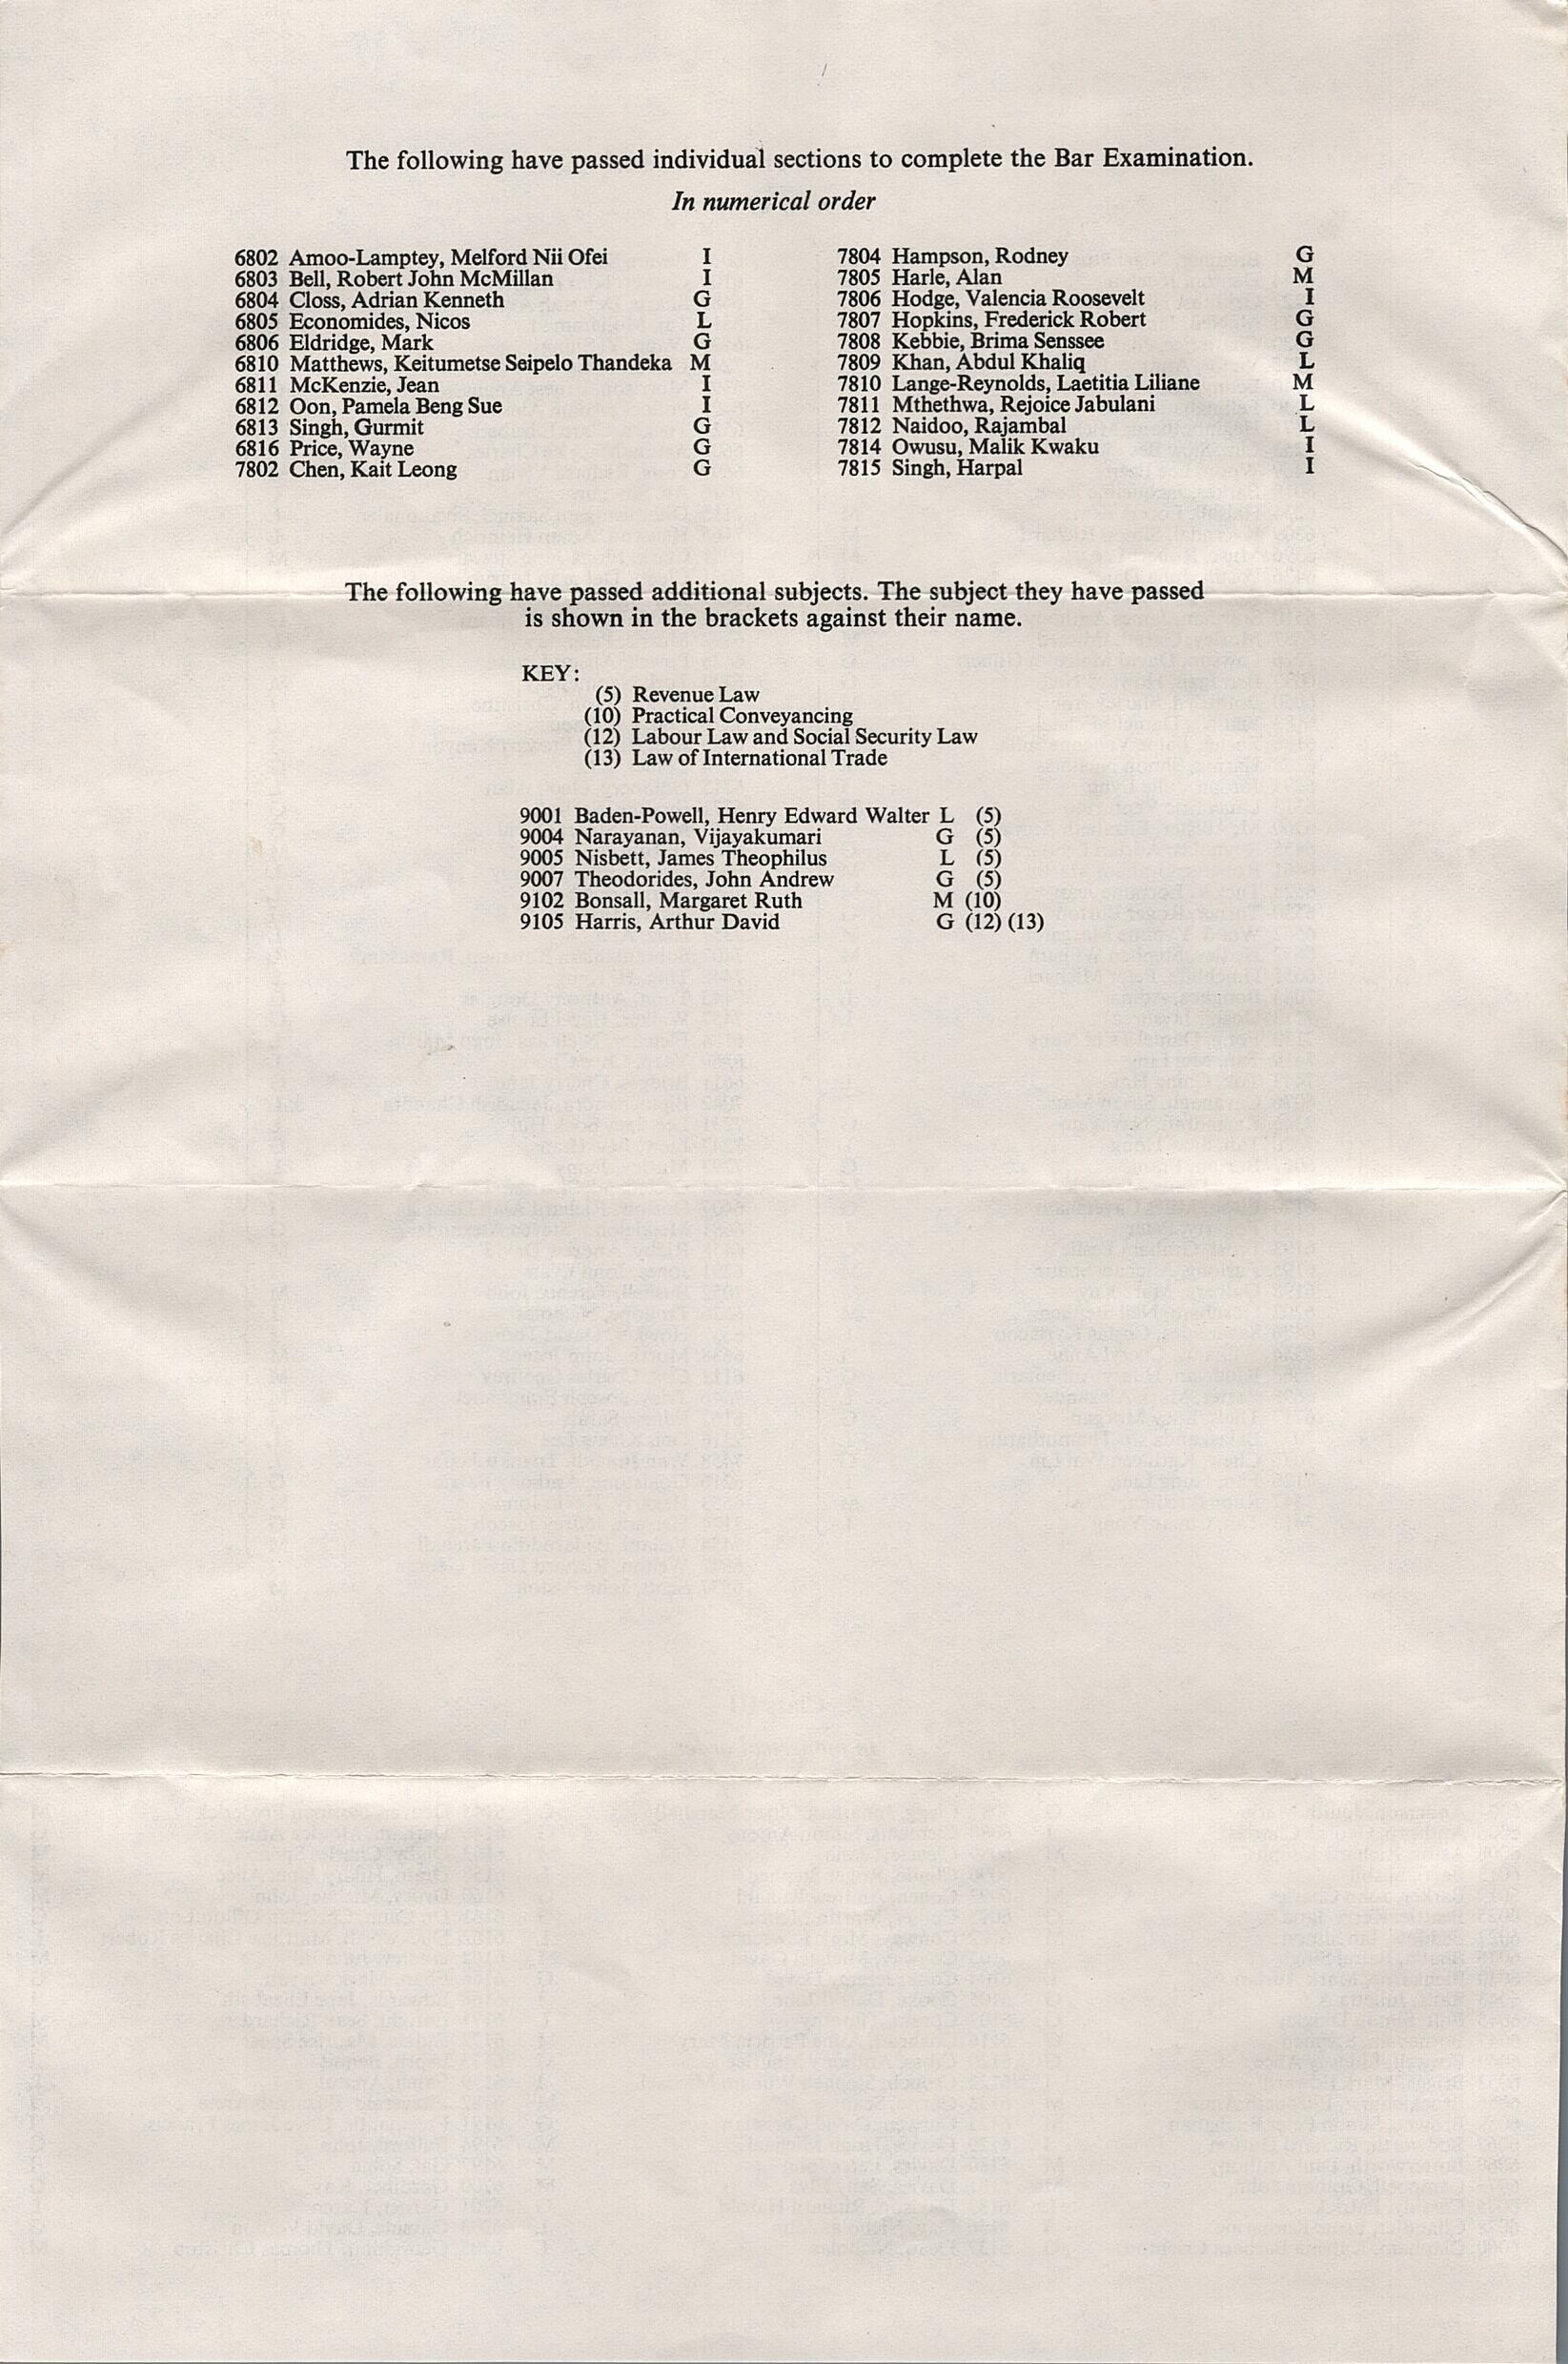 The following have passed individual sections to complete the Bar Examination.
In numerical order
6802 Amoo-Lamptey, Melford Nii Ofei I
6803 Bell, Robert John McMillan I
6804 Closs, Adrian Kenneth G
6805 Economides, Nicos L
6806 Eldridge, Mark G
6810 Matthews, Keitumetse Seipelo Thandeka M
6811 McKenzie, Jean I
6812 Oon, Pamela Beng Sue I
6813 Singh, Gurmit G
6816 Price, Wayne G
7802 Chen, Kait Leong G
7804 Hampson, Rodney G
7805 Harle, Alan M
7806 Hodge, Valencia Roosevelt I
7807 Hopkins, Frederick Robert G
7808 Kebbie, Brima Senssee G
7809 Khan, Abdul Khaliq L
7810 Lange-Reynolds, Laetitia Liliane M
7811 Mthethwa, Rejoice Jabulani L
7812 Naidoo, Rajambal L
7814 Owusu, Malik Kwaku I
7815 Singh, Harpal I
The following have passed additional subjects. The subject they have passed
is shown in the brackets against their name.
KEY:
(5) Revenue Law
(10) Practical Conveyancing
(12) Labour Law and Social Security Law
(13) Law of International Trade
9001 Baden-Powell, Henry Edward Walter L (5)
9004 Narayanan, Vijayakumari G (5)
9005 Nisbett, James Theophilus L (5)
9007 Theodorides, John Andrew G (5)
9102 Bonsall, Margaret Ruth M (10)
9105 Harris, Arthur David G (12) (13)